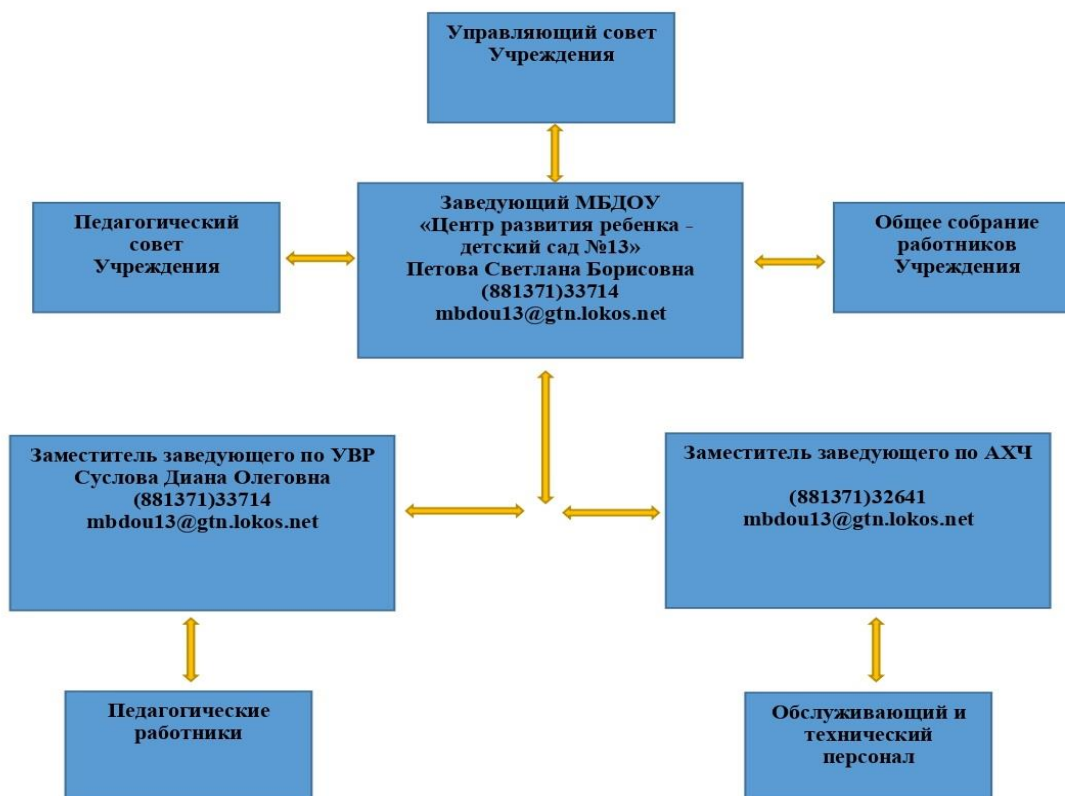 Управляющий совет
Учреждения
Педагогический
совет
Учреждения
Заведующий МБДОУ
«Центр развития ребенка -
детский сад №13»
Петова Светлана Борисовна
(881371)33714
mbdou13@gtn.lokos.net
Общее собрание
работников
Учреждения
Заместитель заведующего по УВР
Суслова Диана Олеговна
(881371)33714
mbdou13@gtn.lokos.net
Заместитель заведующего по АХЧ
(881371)32641
mbdou13@gtn.lokos.net
Педагогические
работники
Обслуживающий и
технический
персонал